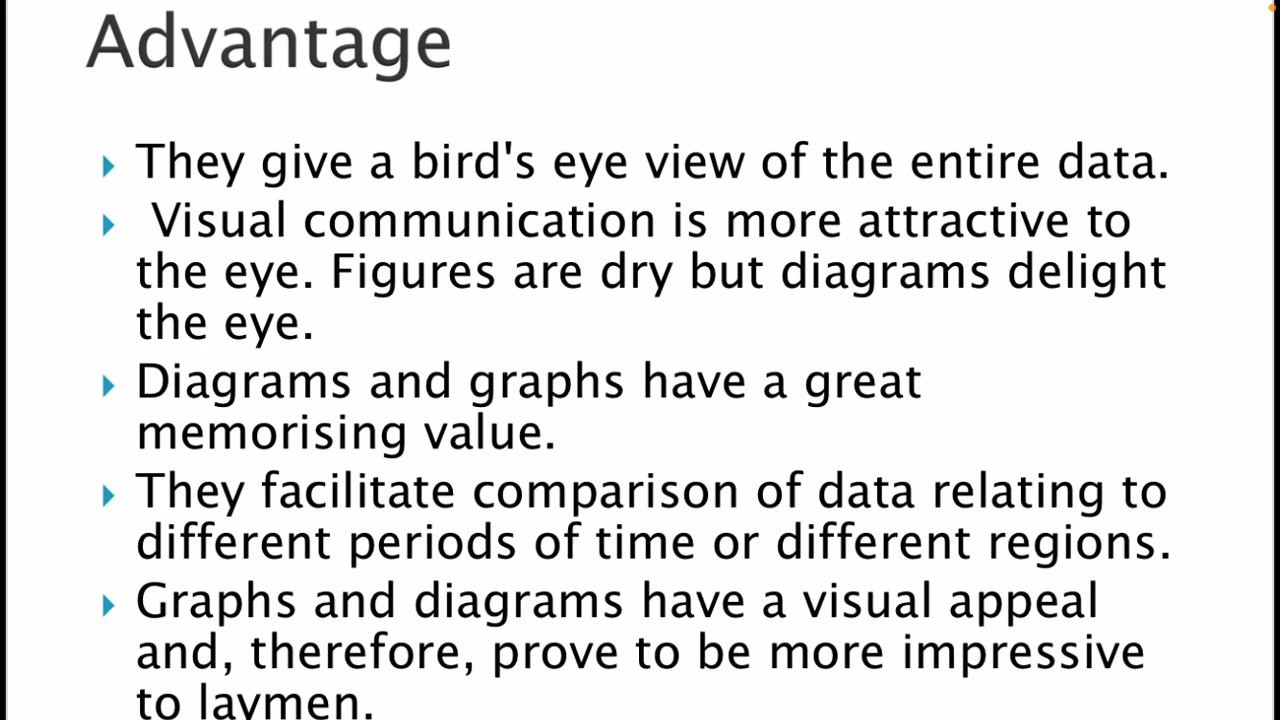 Advantage
They give a bird's eye view of the entire data.
Visual communication is more attractive to
the eye. Figures are dry but diagrams delight
the eye.
Diagrams and graphs have a great
memorising value.
They facilitate comparison of data relating to
different periods of time or different regions.
Graphs and diagrams have a visual appeal
and, therefore, prove to be more impressive
to laymen.